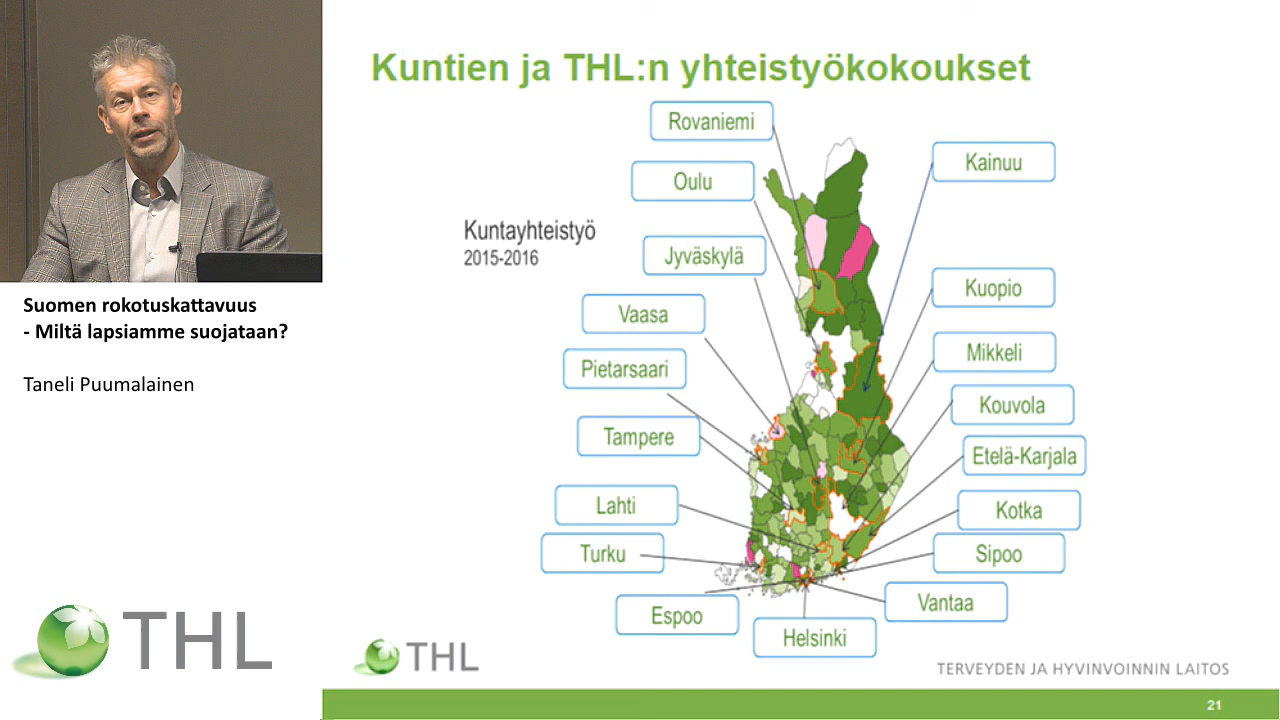 Kuntien ja THL:n yhteistyökokoukset
Rovaniemi
Kainuu
Oulu
Kuntayhteistyö
2015-2016
Jyväskylä
Kuopio
Vaasa
Mikkeli
Pietarsaari
Kouvola
Tampere
Etelä-Karjala
Lahti
Kotka
Turku
Sipoo
Vantaa
Espoo
Helsinki
THL
TERVEYDEN JA HYVINVOINNIN LAITOS
21
Suomen rokotuskattavuus
- Miltä lapsiamme suojataan?
Taneli Puumalainen
THL